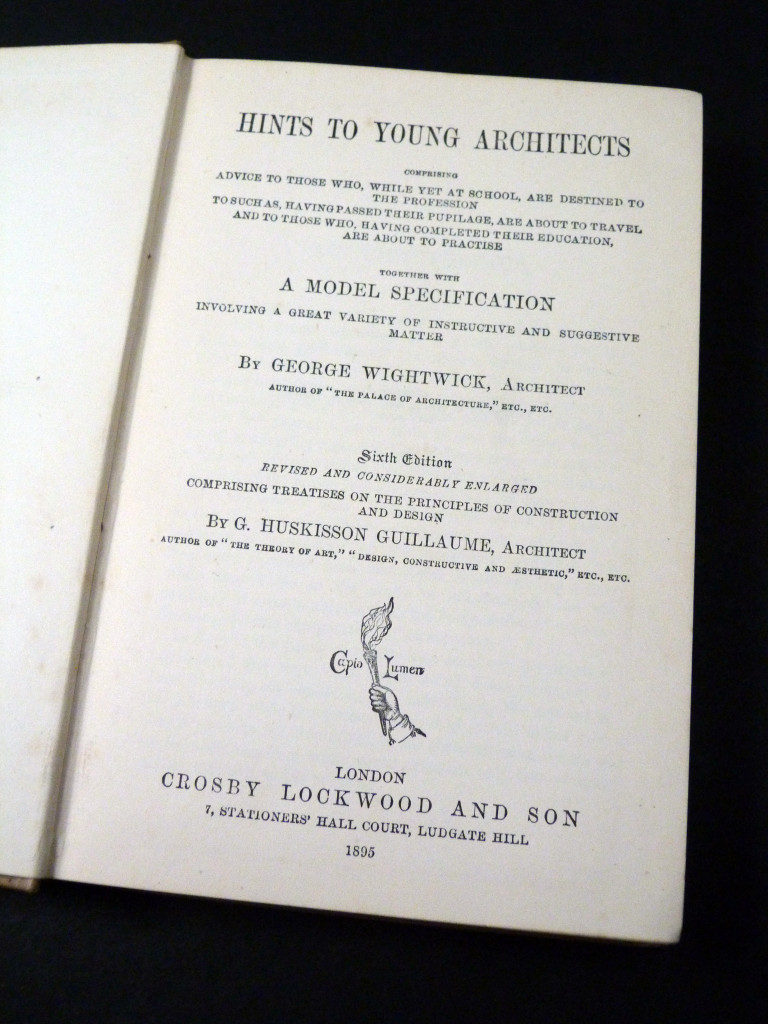 HINTS TO YOUNG ARCHITECTS
COMPRISING
ADVICE TO THOSE WHO, WHILE YET AT SCHOOL, ARE DESTINED TO
THE PROFESSION
TO SUCH AS, HAVING PASSED THEIR PUPILAGE, ARE ABOUT TO TRAVEL
AND TO THOSE WHO, HAVING COMPLETED THEIR EDUCATION,
ARE ABOUT TO PRACTISE
TOGETHER WITH
A MODEL SPECIFICATION
INVOLVING A GREAT VARIETY OF INSTRUCTIVE AND SUGGESTIVE
MATTER
BY GEORGE WIGHTWICK, ARCHITECT
AUTHOR OF "THE PALACE OF ARCHITECTURE," ETC., ETC.
Sixth Edition
REVISED AND CONSIDERABLY ENLARGED
COMPRISING TREATISES ON THE PRINCIPLES OF CONSTRUCTION
AND DESIGN
BY G. HUSKISSON GUILLAUME, ARCHITECT
AUTHOR OF "THE THEORY OF ART," "DESIGN, CONSTRUCTIVE AND ÆSTHETIC," ETC., ETC.
Capio Lumen
LONDON
CROSBY LOCKWOOD AND SON
7, STATIONERS' HALL COURT, LUDGATE HILL
1895